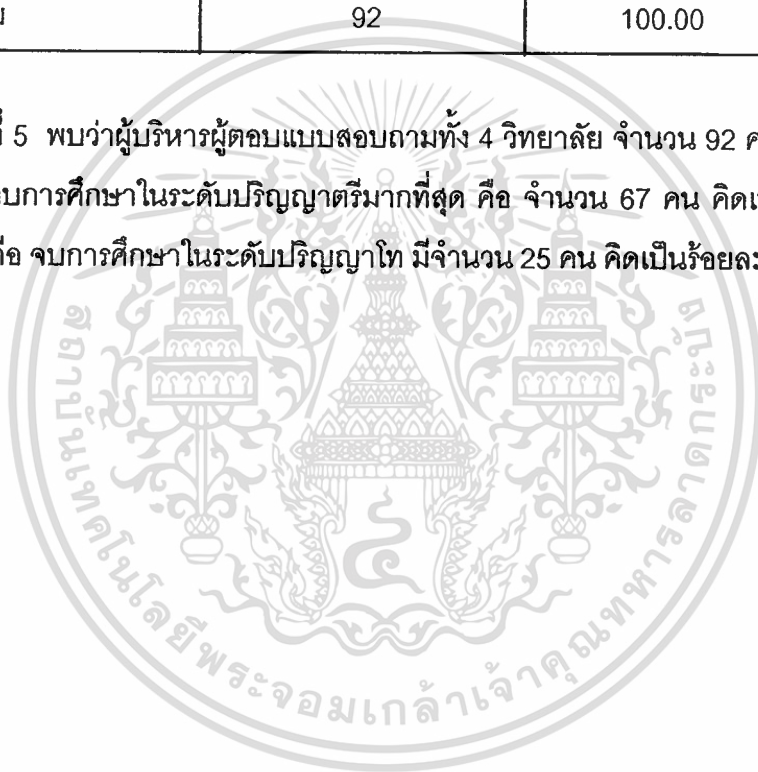 92 100.00
ี่ 5 พบว่าผู้บริหารผู้ตอบแบบสอบถามทั้ง 4 วิทยาลัย จำนวน 92
บการศึกษาในระดับปริญญาตรีมากที่สุด คือ จำนวน 67 คน
จบการศึกษาในระดับปริญญาโท มีจำนวน 25 คน คิดเป็นร้อยละ
สถาบันเทคโนโลยีพระจอมเกล้าเจ้าคุณทหารลาดกระบัง